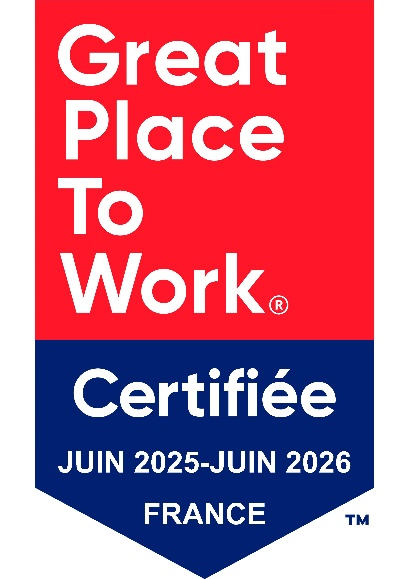 Great
Place
To
Work®
Certifiée
JUIN 2025-JUIN 2026
FRANCE
™